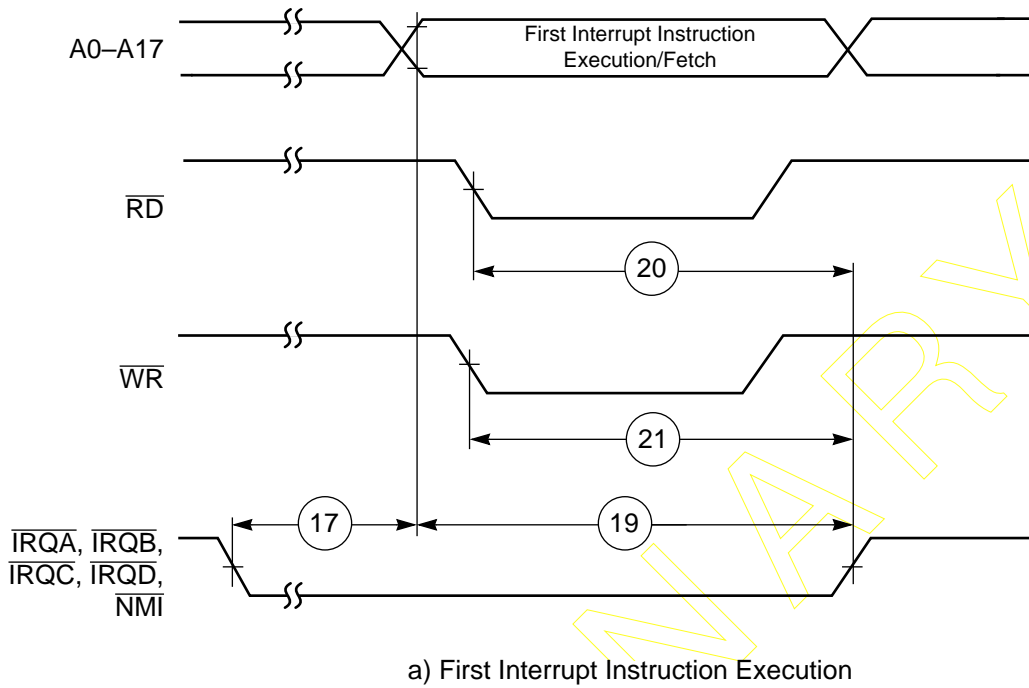 A0–A17
First Interrupt Instruction
Execution/Fetch
RD
20
WR
21
17
19
IRQA, IRQB,
IRQC, IRQD,
NMI
a) First Interrupt Instruction Execution
NARY